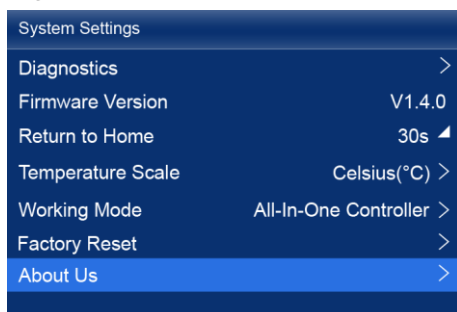 System Settings
Diagnostics >
Firmware Version V1.4.0
Return to Home 30s
Temperature Scale Celsius(°C) >
Working Mode All-In-One Controller >
Factory Reset >
About Us >